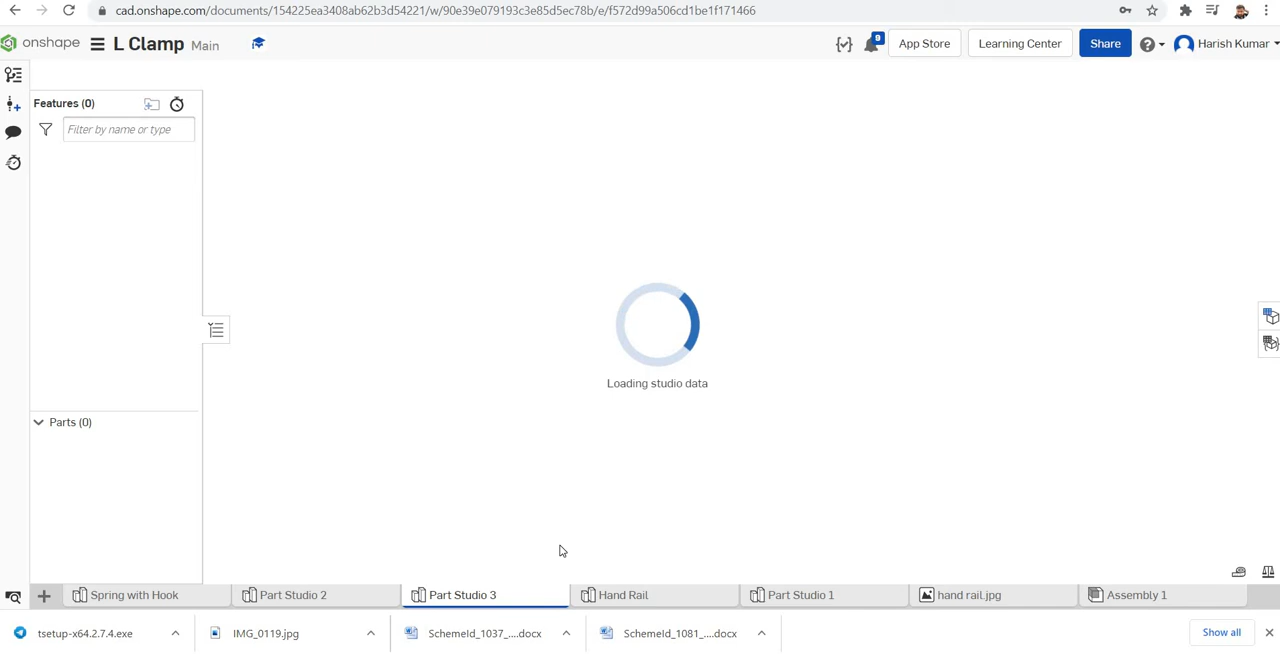 cad.onshape.com/documents/154225ea3408ab62b3d54221/w/90e39e079193c3e85d5ec78b/e/f572d99a506cd1be1f171466
onshape L Clamp Main 9 App Store Learning Center Share Harish Kumar
Features (0)
Filter by name or type
Loading studio data
Parts (0)
Spring with Hook Part Studio 2 Part Studio 3 Hand Rail Part Studio 1 hand rail.jpg Assembly 1
tsetup-x64.2.7.4.exe IMG_0119.jpg SchemeId_1037_....docx SchemeId_1081_....docx Show all